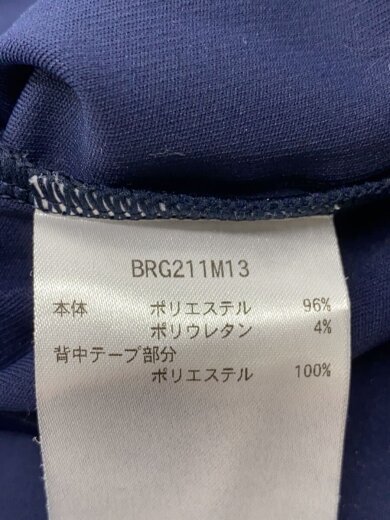 BRG211M13
本体 ポリエステル 96%
ポリウレタン 4%
背中テープ部分
ポリエステル 100%